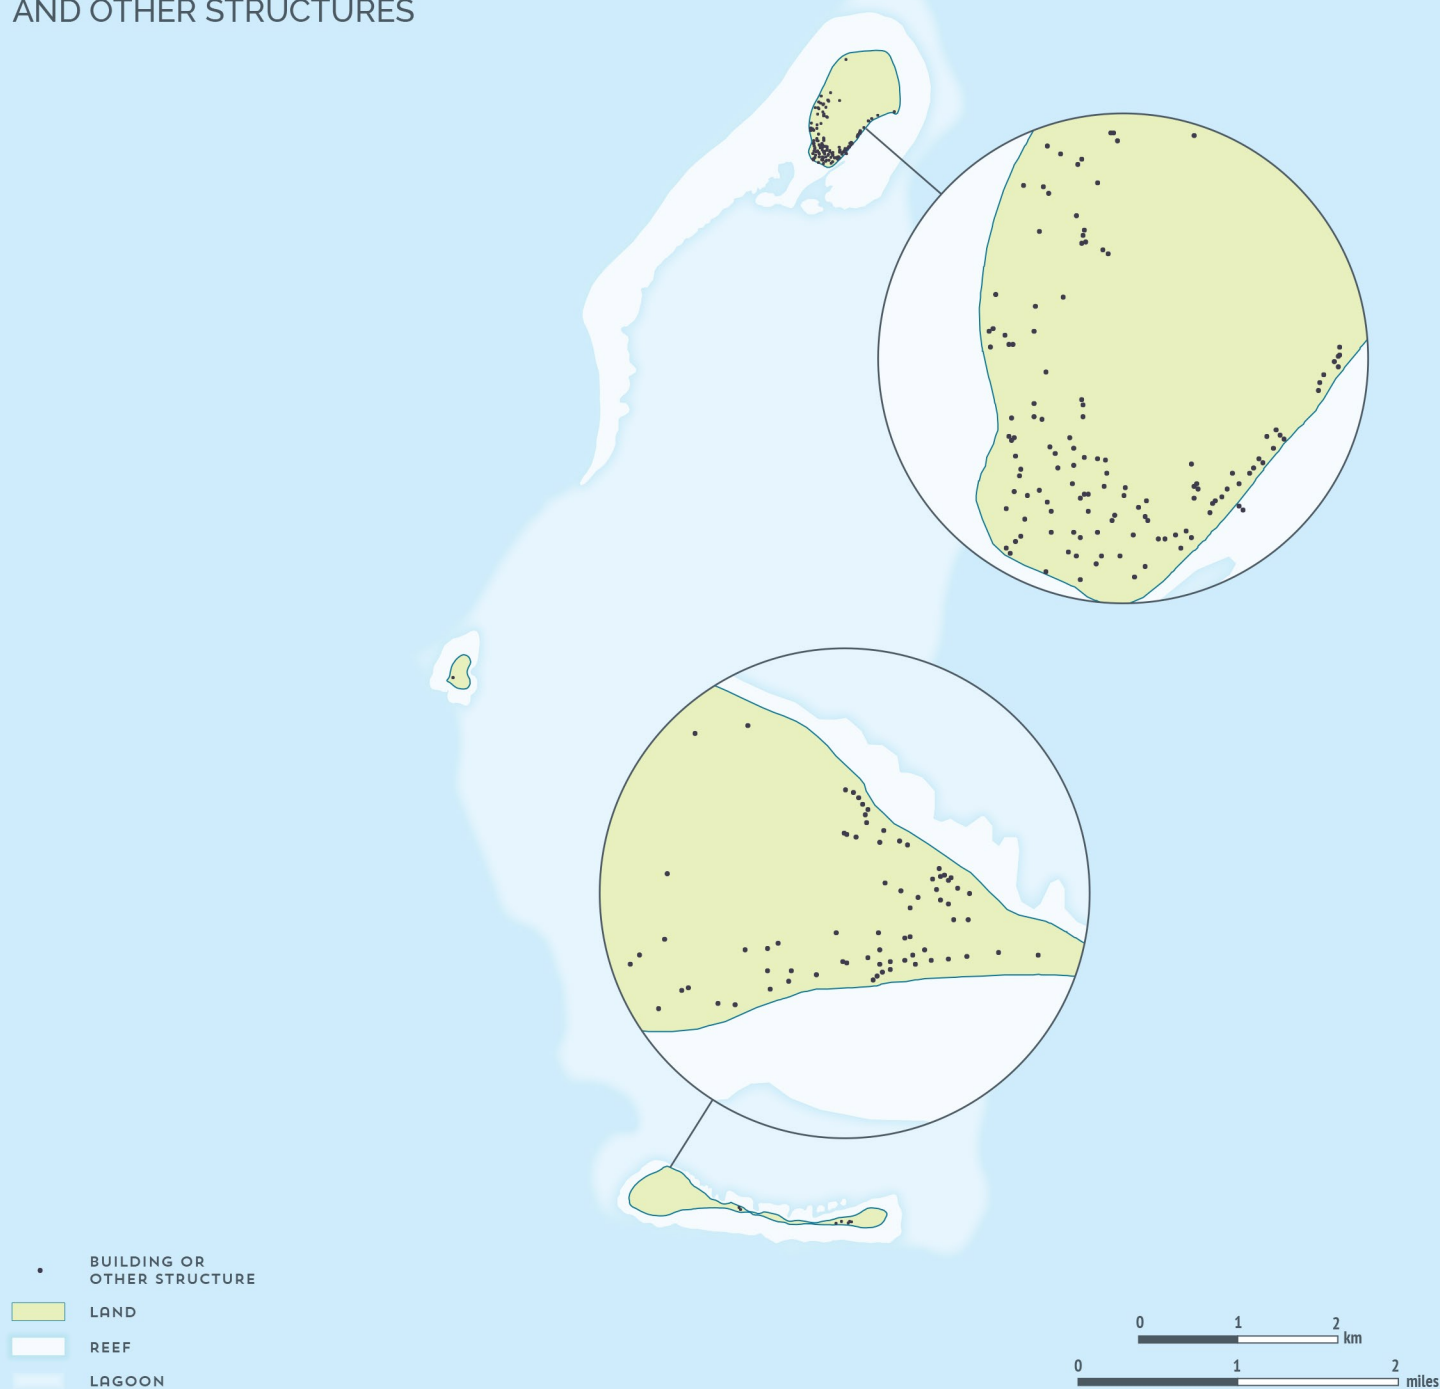 AND OTHER STRUCTURES
BUILDING OR
OTHER STRUCTURE
LAND
REEF
LAGOON
0 1 2
km
0 1 2
miles